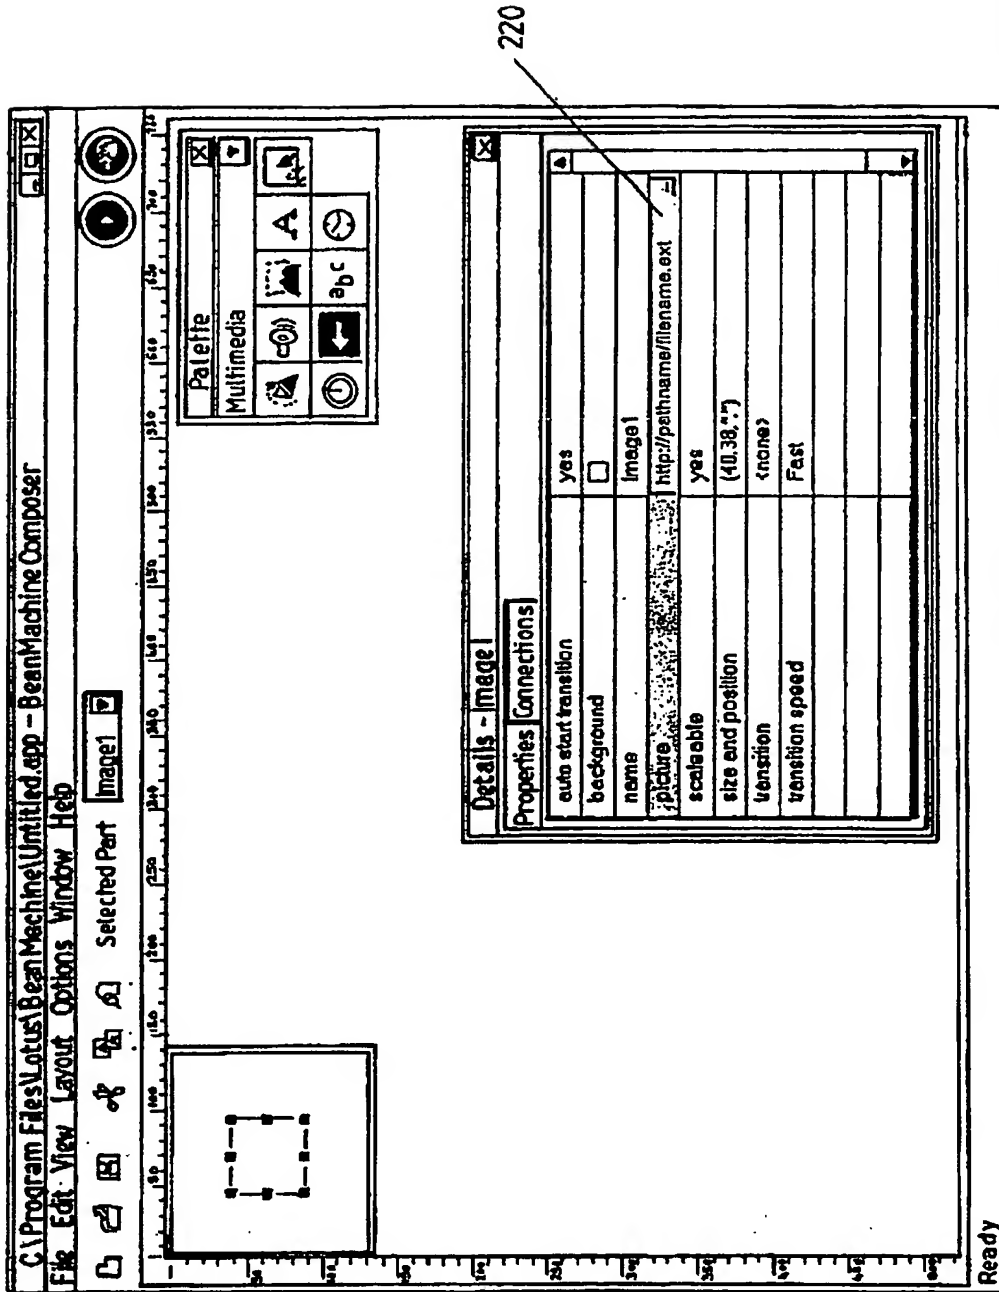 C:\Program Files\Lotus\BeanMachine\Untitled.app - BeanMachine Composer
File Edit View Layout Options Window Help
Selected Part Image1
Palette
Multimedia
A
abc
Details - Image1
Properties Connections
auto start transition yes
background
name Image1
picture http://pathname/filename.ext
scaleable yes
size and position
transition <none>
transition speed Fast
Ready
220